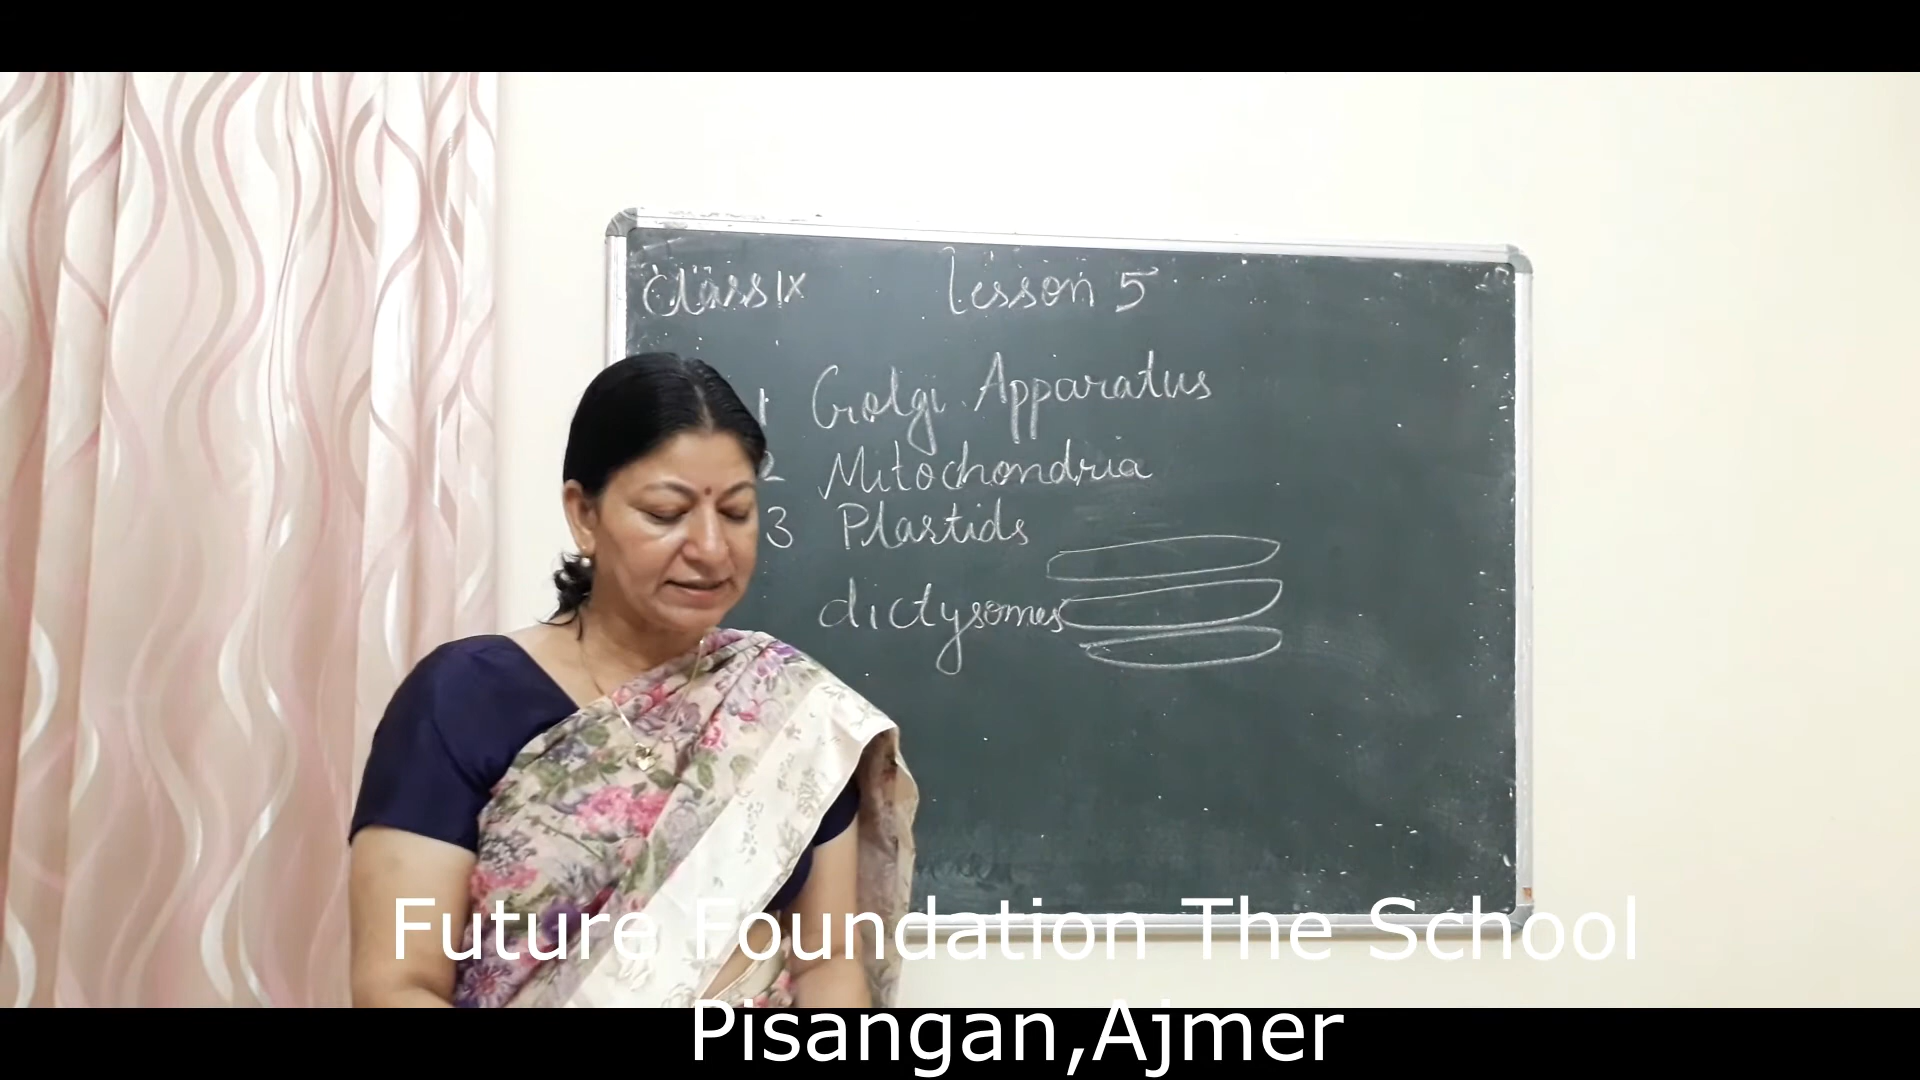 Class IX Lesson 5
1 Golgi Apparatus
2 Mitochondria
3 Plastids
dictysomes
Future Foundation The School
Pisangan,Ajmer